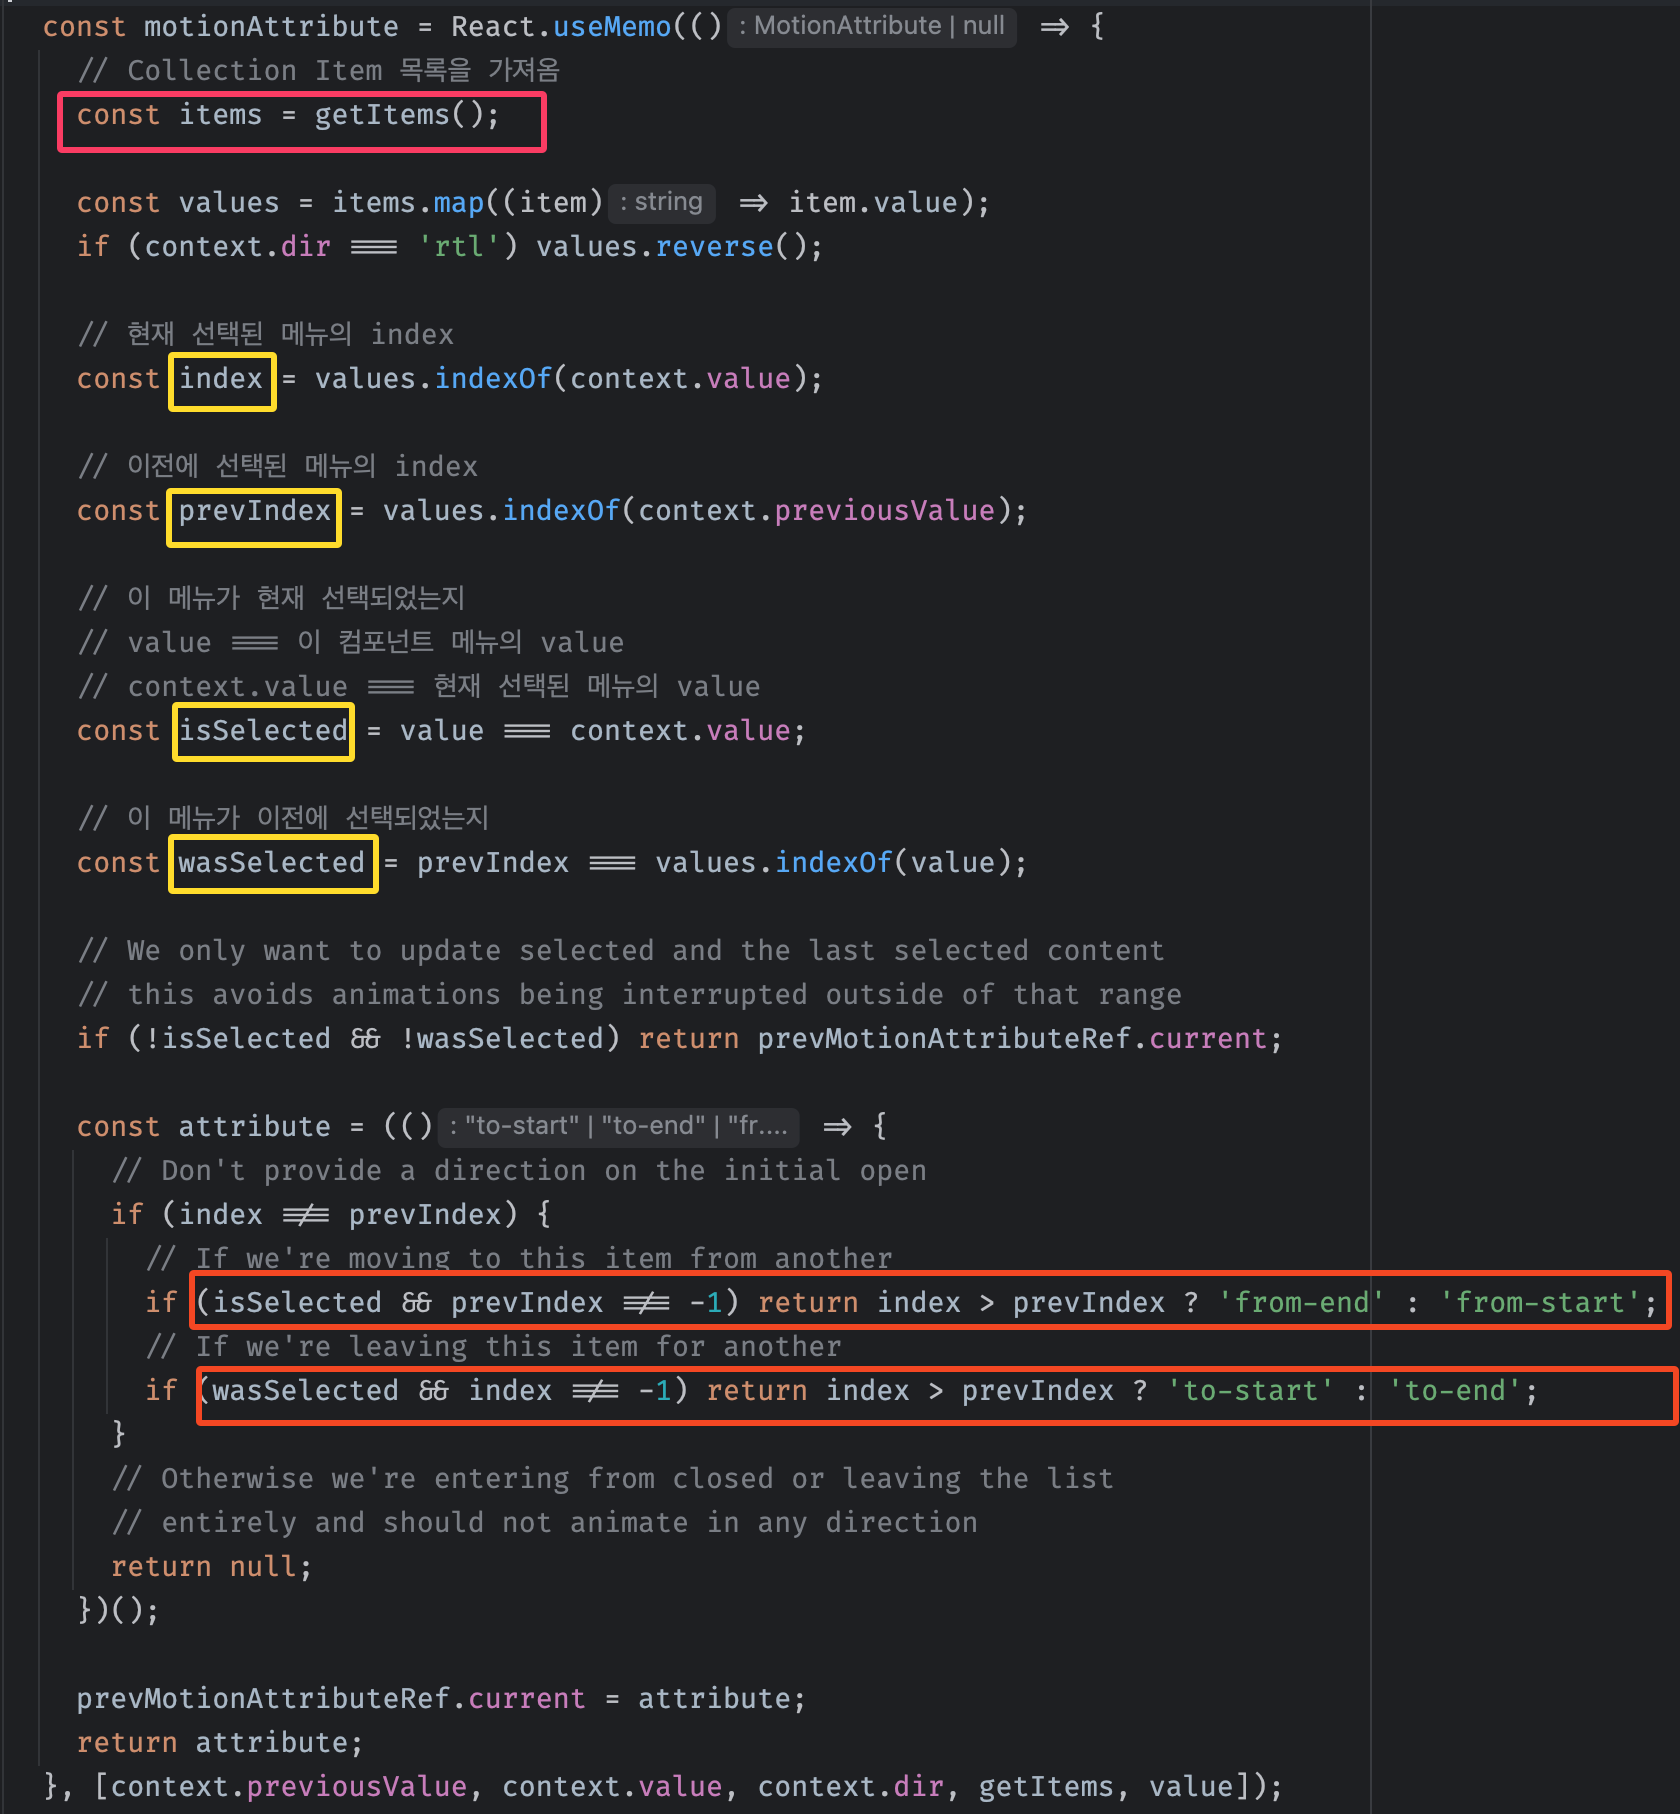 const motionAttribute = React.useMemo(() : MotionAttribute | null => {
// Collection Item 목록을 가져옴
const items = getItems();
const values = items.map((item) : string => item.value);
if (context.dir === 'rtl') values.reverse();
// 현재 선택된 메뉴의 index
const index = values.indexOf(context.value);
// 이전에 선택된 메뉴의 index
const prevIndex = values.indexOf(context.previousValue);
// 이 메뉴가 현재 선택되었는지
// value === 이 컴포넌트 메뉴의 value
// context.value === 현재 선택된 메뉴의 value
const isSelected = value === context.value;
// 이 메뉴가 이전에 선택되었는지
const wasSelected = prevIndex === values.indexOf(value);
// We only want to update selected and the last selected content
// this avoids animations being interrupted outside of that range
if (!isSelected && !wasSelected) return prevMotionAttributeRef.current;
const attribute = (() : "to-start" | "to-end" | "fr.... => {
// Don't provide a direction on the initial open
if (index !== prevIndex) {
// If we're moving to this item from another
if (isSelected && prevIndex !== -1) return index > prevIndex ? 'from-end' : 'from-start';
// If we're leaving this item for another
if (wasSelected && index !== -1) return index > prevIndex ? 'to-start' : 'to-end';
}
// Otherwise we're entering from closed or leaving the list
// entirely and should not animate in any direction
return null;
})();
prevMotionAttributeRef.current = attribute;
return attribute;
}, [context.previousValue, context.value, context.dir, getItems, value]);